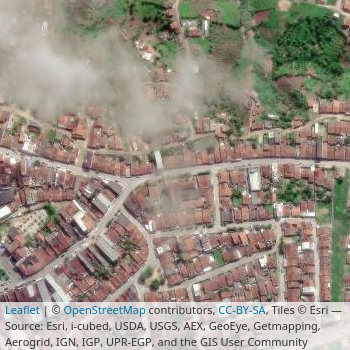 Leaflet | © OpenStreetMap contributors, CC-BY-SA, Tiles © Esri —
Source: Esri, i-cubed, USDA, USGS, AEX, GeoEye, Getmapping,
Aerogrid, IGN, IGP, UPR-EGP, and the GIS User Community